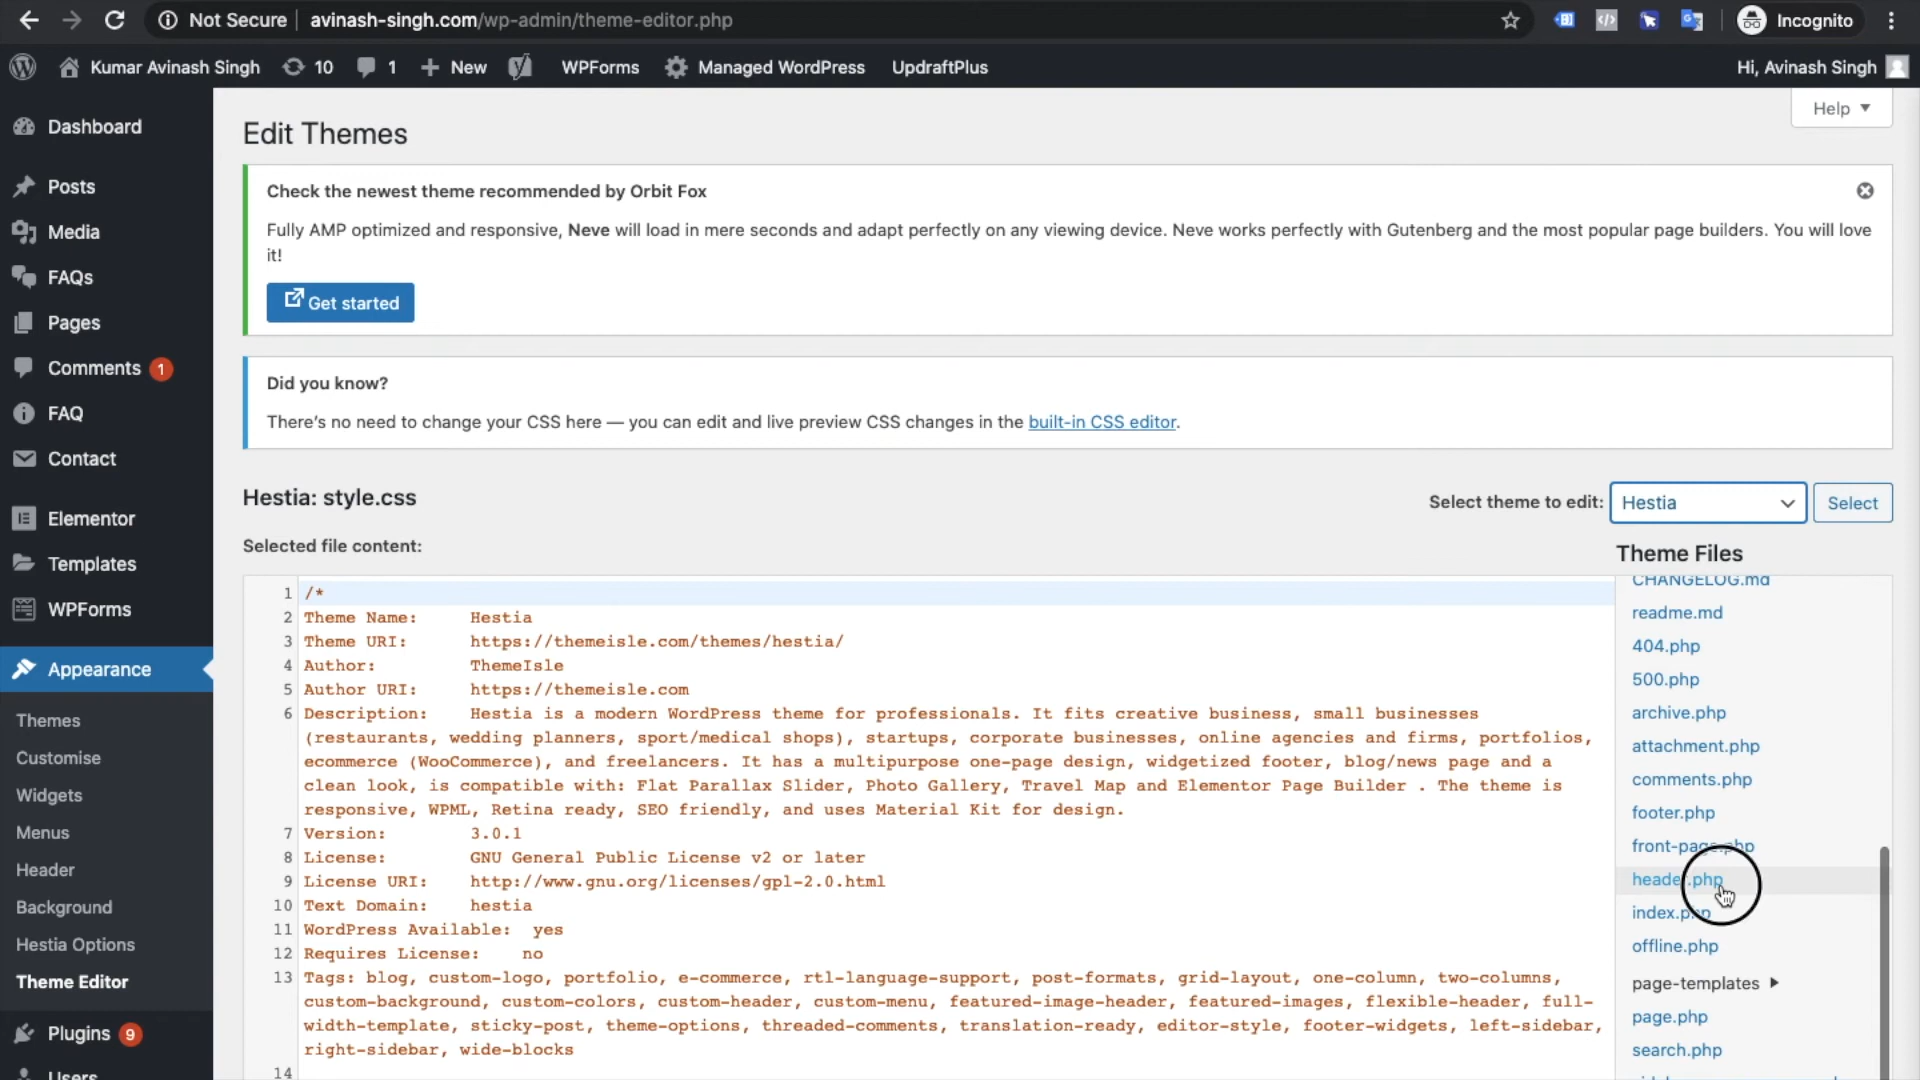 Not Secure | avinash-singh.com/wp-admin/theme-editor.php
Incognito
Kumar Avinash Singh 10 1 New WPForms Managed WordPress UpdraftPlus Hi, Avinash Singh
Help
Dashboard
Posts
Media
FAQs
Pages
Comments 1
FAQ
Contact
Elementor
Templates
WPForms
Appearance
Themes
Customise
Widgets
Menus
Header
Background
Hestia Options
Theme Editor
Plugins 9
Users
Edit Themes
Check the newest theme recommended by Orbit Fox
Fully AMP optimized and responsive, Neve will load in mere seconds and adapt perfectly on any viewing device. Neve works perfectly with Gutenberg and the most popular page builders. You will love
it!
Get started
Did you know?
There's no need to change your CSS here — you can edit and live preview CSS changes in the built-in CSS editor.
Hestia: style.css
Select theme to edit: Hestia Select
Selected file content:
1 /*
2 Theme Name: Hestia
3 Theme URI: https://themeisle.com/themes/hestia/
4 Author: ThemeIsle
5 Author URI: https://themeisle.com
6 Description: Hestia is a modern WordPress theme for professionals. It fits creative business, small businesses
(restaurants, wedding planners, sport/medical shops), startups, corporate businesses, online agencies and firms, portfolios,
ecommerce (WooCommerce), and freelancers. It has a multipurpose one-page design, widgetized footer, blog/news page and a
clean look, is compatible with: Flat Parallax Slider, Photo Gallery, Travel Map and Elementor Page Builder . The theme is
responsive, WPML, Retina ready, SEO friendly, and uses Material Kit for design.
7 Version: 3.0.1
8 License: GNU General Public License v2 or later
9 License URI: http://www.gnu.org/licenses/gpl-2.0.html
10 Text Domain: hestia
11 WordPress Available: yes
12 Requires License: no
13 Tags: blog, custom-logo, portfolio, e-commerce, rtl-language-support, post-formats, grid-layout, one-column, two-columns,
custom-background, custom-colors, custom-header, custom-menu, featured-image-header, featured-images, flexible-header, full-
width-template, sticky-post, theme-options, threaded-comments, translation-ready, editor-style, footer-widgets, left-sidebar,
right-sidebar, wide-blocks
14
Theme Files
CHANGELOG.md
readme.md
404.php
500.php
archive.php
attachment.php
comments.php
footer.php
front-page.php
header.php
index.php
offline.php
page-templates
page.php
search.php